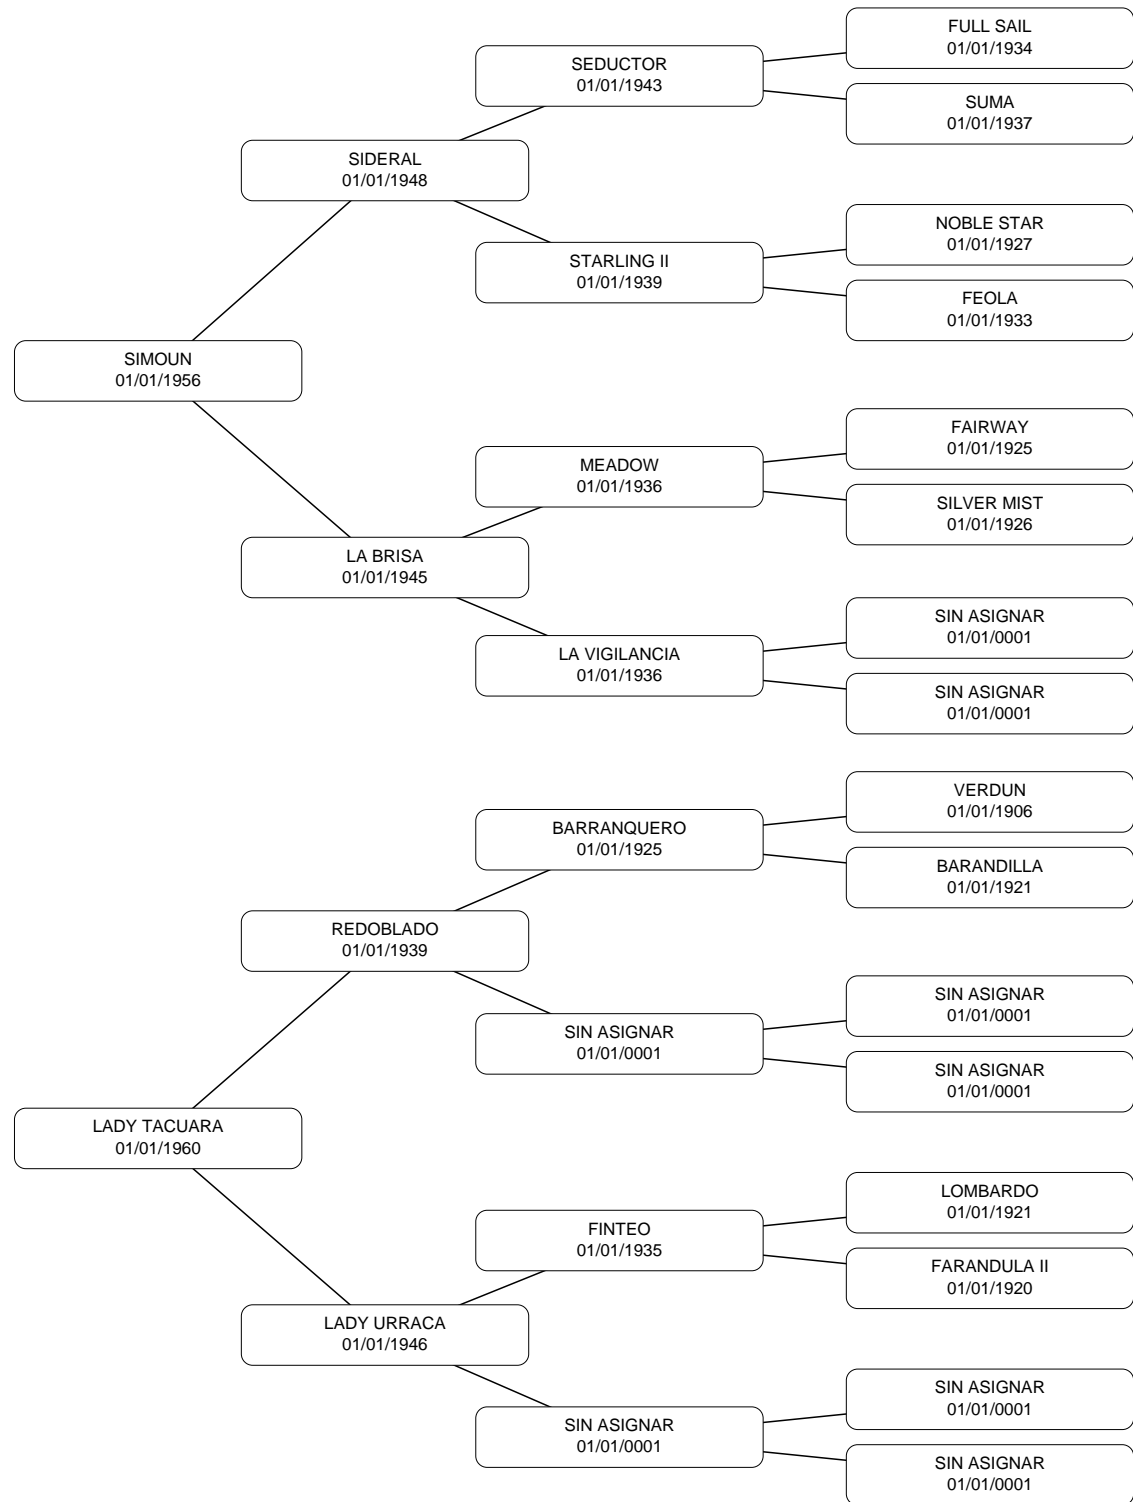 FULL SAIL
01/01/1934
SEDUCTOR
01/01/1943
SUMA
01/01/1937
SIDERAL
01/01/1948
NOBLE STAR
01/01/1927
STARLING II
01/01/1939
FEOLA
01/01/1933
SIMOUN
01/01/1956
FAIRWAY
01/01/1925
MEADOW
01/01/1936
SILVER MIST
01/01/1926
LA BRISA
01/01/1945
SIN ASIGNAR
01/01/0001
LA VIGILANCIA
01/01/1936
SIN ASIGNAR
01/01/0001
VERDUN
01/01/1906
BARRANQUERO
01/01/1925
BARANDILLA
01/01/1921
REDOBLADO
01/01/1939
SIN ASIGNAR
01/01/0001
SIN ASIGNAR
01/01/0001
SIN ASIGNAR
01/01/0001
LADY TACUARA
01/01/1960
LOMBARDO
01/01/1921
FINTEO
01/01/1935
FARANDULA II
01/01/1920
LADY URRACA
01/01/1946
SIN ASIGNAR
01/01/0001
SIN ASIGNAR
01/01/0001
SIN ASIGNAR
01/01/0001